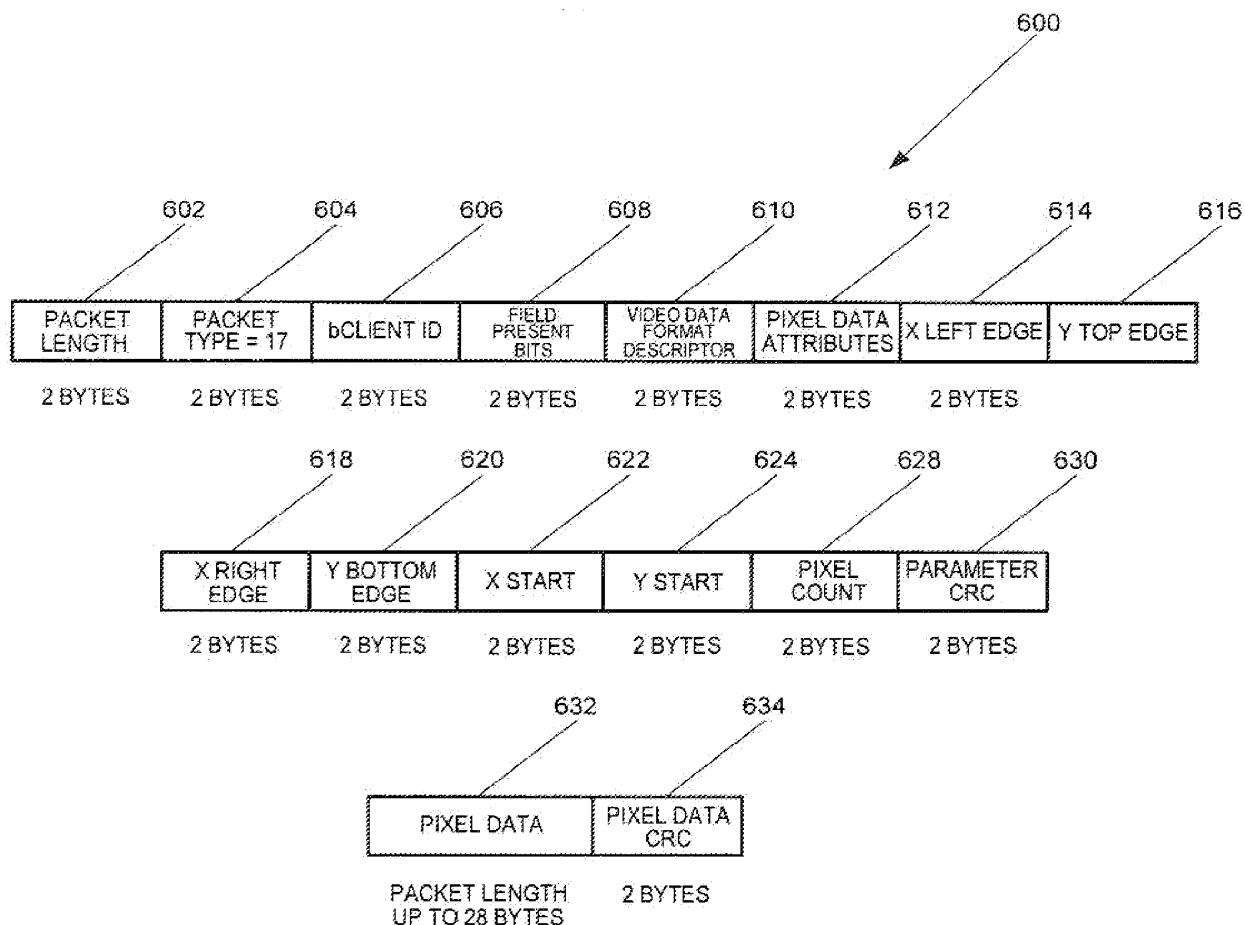 600
602 604 606 608 610 612 614 616
PACKET LENGTH PACKET TYPE = 17 bCLIENT ID FIELD PRESENT BITS VIDEO DATA FORMAT DESCRIPTOR PIXEL DATA ATTRIBUTES X LEFT EDGE Y TOP EDGE
2 BYTES 2 BYTES 2 BYTES 2 BYTES 2 BYTES 2 BYTES 2 BYTES
618 620 622 624 628 630
X RIGHT EDGE Y BOTTOM EDGE X START Y START PIXEL COUNT PARAMETER CRC
2 BYTES 2 BYTES 2 BYTES 2 BYTES 2 BYTES 2 BYTES
632 634
PIXEL DATA PIXEL DATA CRC
PACKET LENGTH UP TO 28 BYTES 2 BYTES